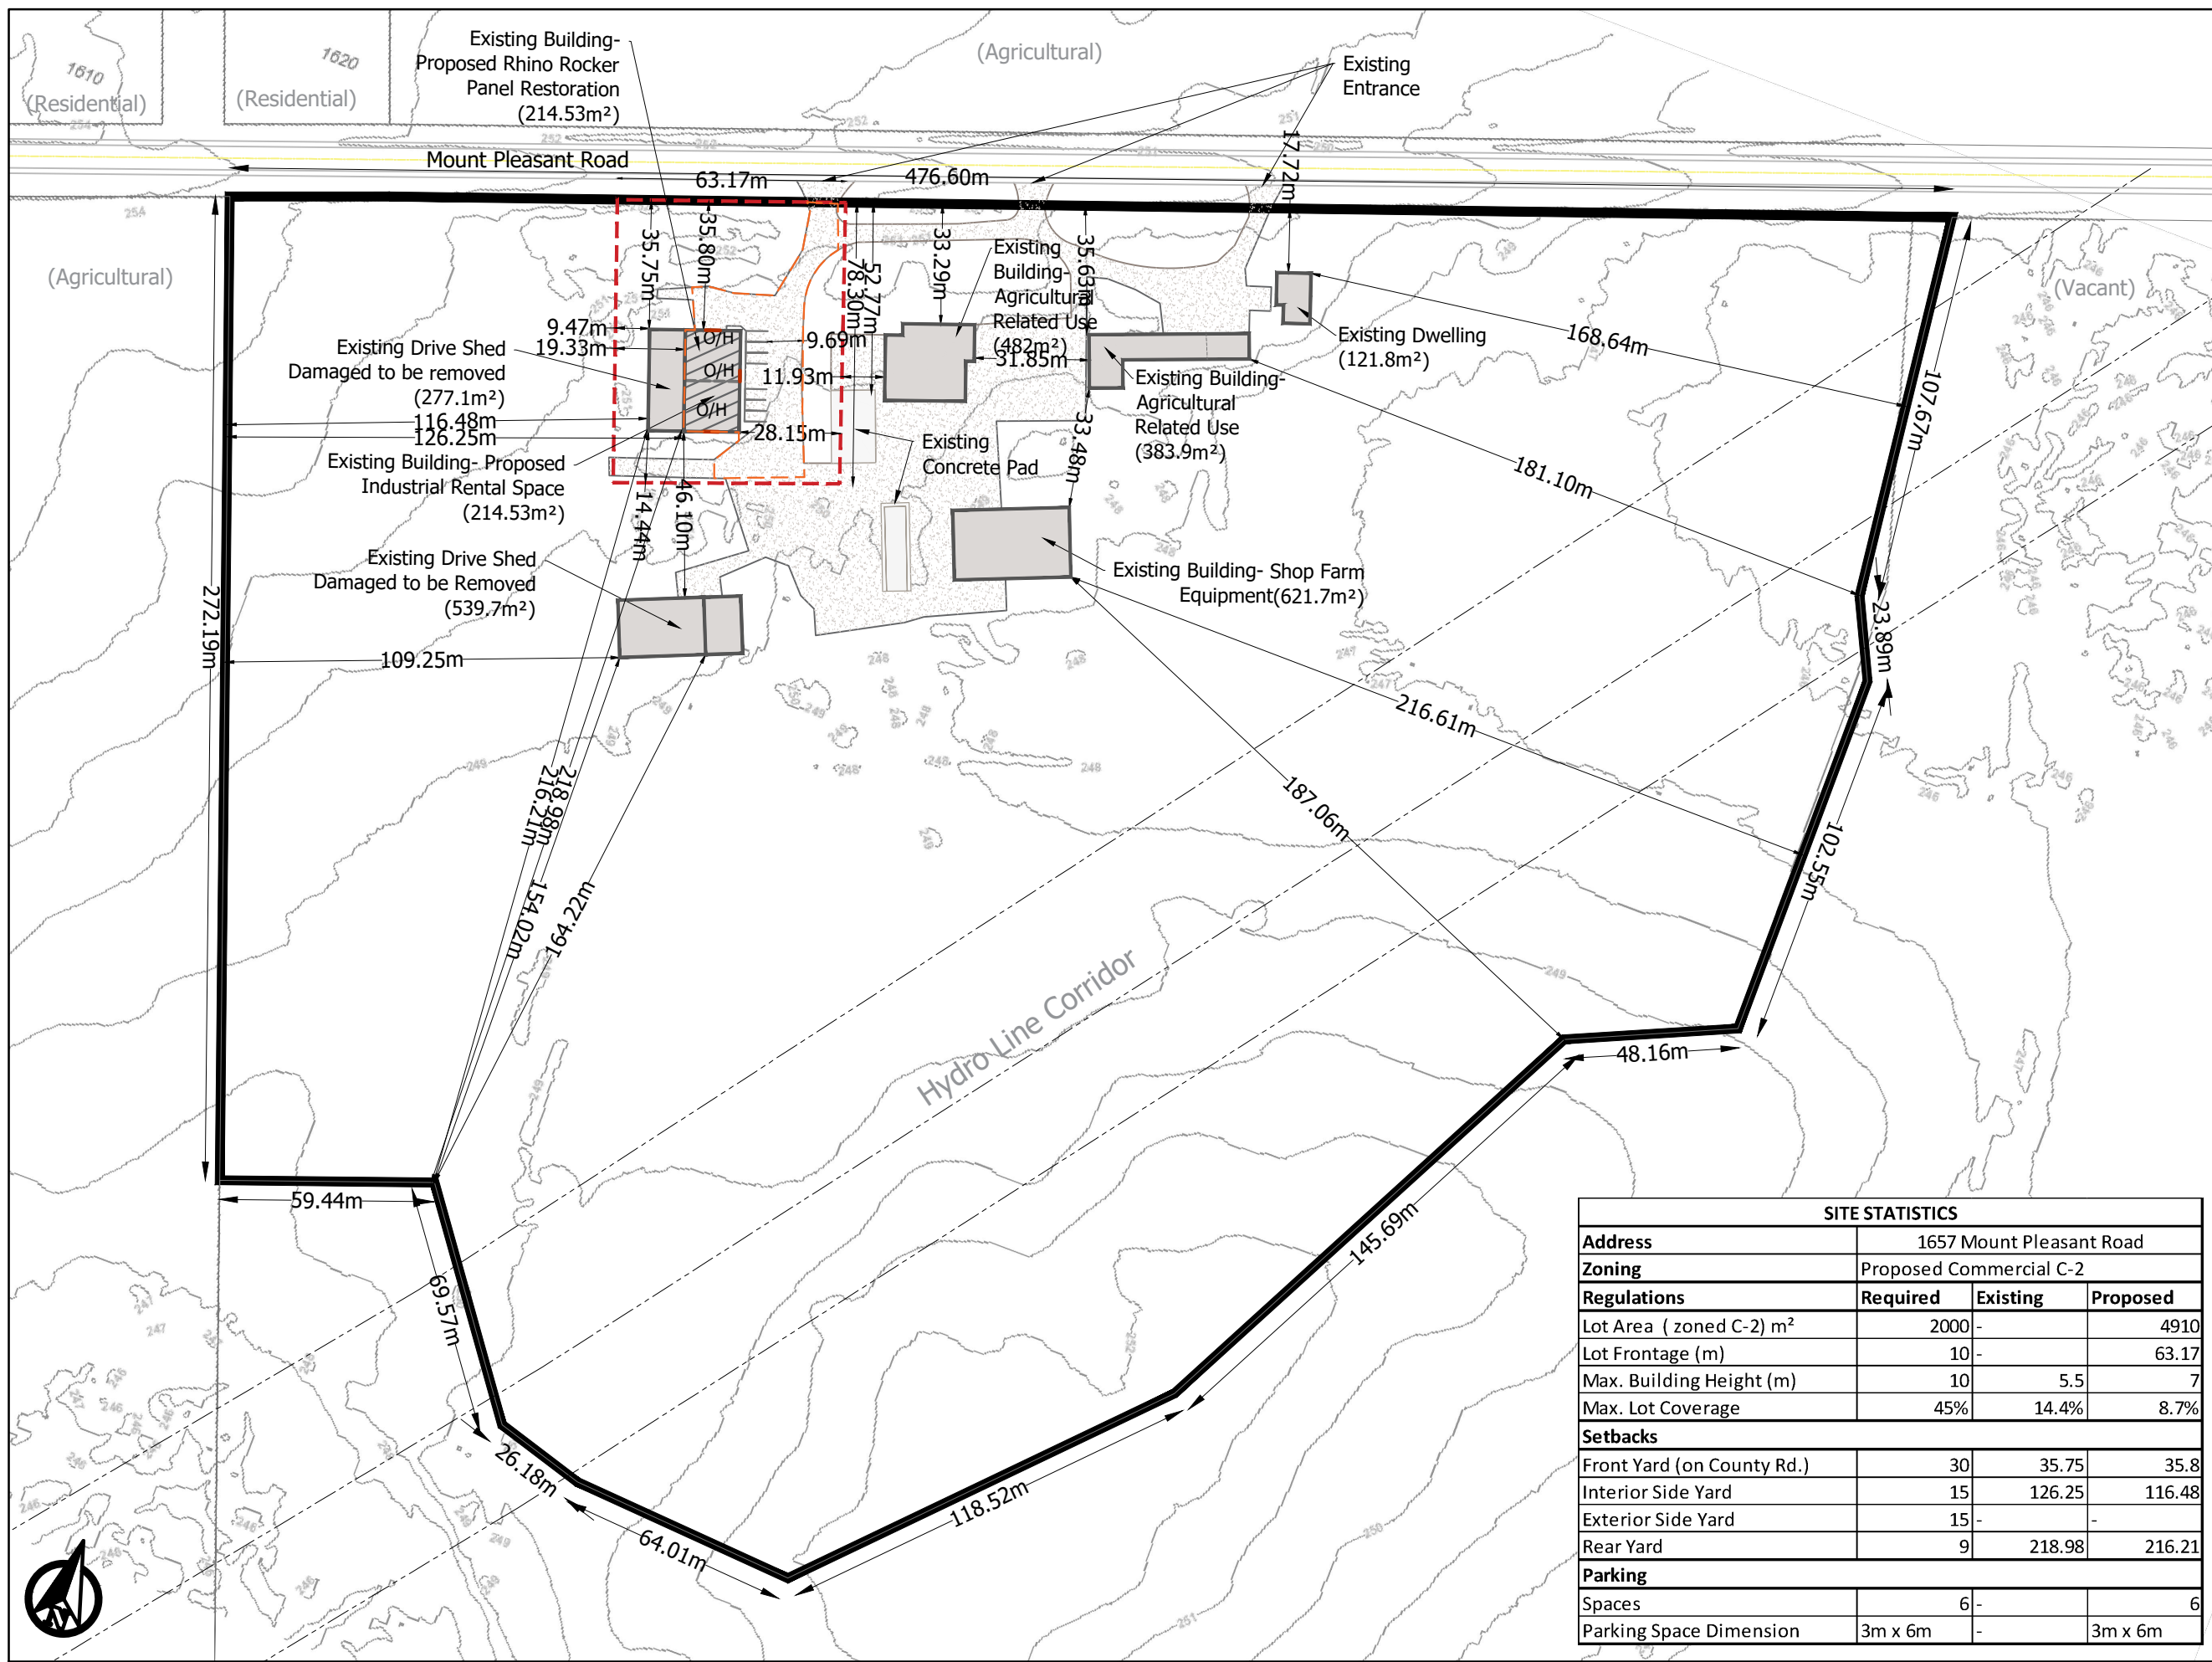 1610
(Residential)
1620
(Residential)
Existing Building-
Proposed Rhino Rocker
Panel Restoration
(214.53m²)
(Agricultural)
Existing
Entrance
Mount Pleasant Road
63.17m
476.60m
17.72m
(Agricultural)
(Vacant)
35.75m
35.80m
78.30m
52.77m
33.29m
35.63m
Existing
Building-
Agricultural
Related Use
(482m²)
9.47m
19.33m
O/H
O/H
O/H
9.69m
11.93m
31.85m
28.15m
Existing Drive Shed
Damaged to be removed
(277.1m²)
116.48m
126.25m
Existing Building- Proposed
Industrial Rental Space
(214.53m²)
Existing Dwelling
(121.8m²)
168.64m
107.67m
Existing Building-
Agricultural
Related Use
(383.9m²)
Existing
Concrete Pad
33.48m
181.10m
14.44m
46.10m
Existing Drive Shed
Damaged to be Removed
(539.7m²)
Existing Building- Shop Farm
Equipment(621.7m²)
272.19m
109.25m
23.89m
216.61m
187.06m
218.98m
216.21m
154.02m
164.22m
102.55m
Hydro Line Corridor
48.16m
59.44m
69.57m
145.69m
26.18m
64.01m
118.52m
SITE STATISTICS
Address 1657 Mount Pleasant Road
Zoning Proposed Commercial C-2
Regulations Required Existing Proposed
Lot Area ( zoned C-2) m² 2000 - 4910
Lot Frontage (m) 10 - 63.17
Max. Building Height (m) 10 5.5 7
Max. Lot Coverage 45% 14.4% 8.7%
Setbacks
Front Yard (on County Rd.) 30 35.75 35.8
Interior Side Yard 15 126.25 116.48
Exterior Side Yard 15 - -
Rear Yard 9 218.98 216.21
Parking
Spaces 6 - 6
Parking Space Dimension 3m x 6m - 3m x 6m